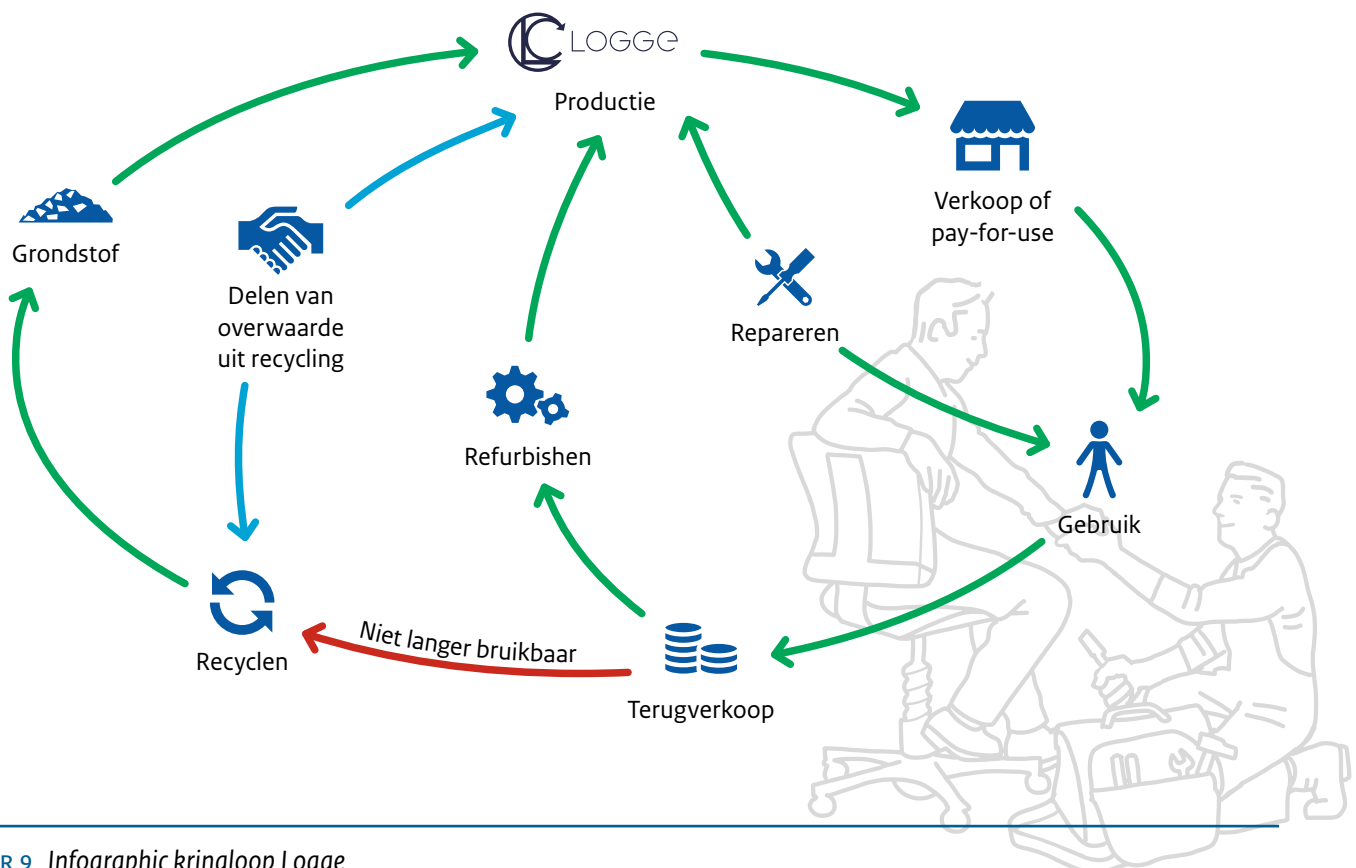 LOGGE
Productie
Verkoop of
pay-for-use
Grondstof
Delen van
overwaarde
uit recycling
Repareren
Refurbishen
Gebruik
Niet langer bruikbaar
Recyclen
Terugverkoop
R 9 Infographic kringloop Logge